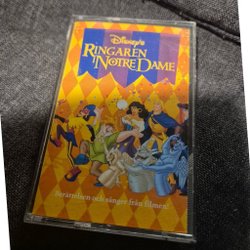 Disney's
RINGAREN
I NOTRE DAME
Berättelsen och sånger från filmen!